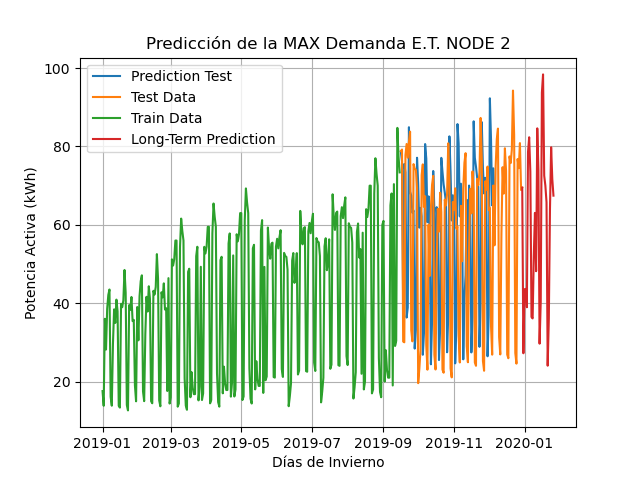 Predicción de la MAX Demanda E.T. NODE 2
Prediction Test
Test Data
Train Data
Long-Term Prediction
Potencia Activa (kWh)
100
80
60
40
20
2019-01
2019-03
2019-05
2019-07
2019-09
2019-11
2020-01
Días de Invierno